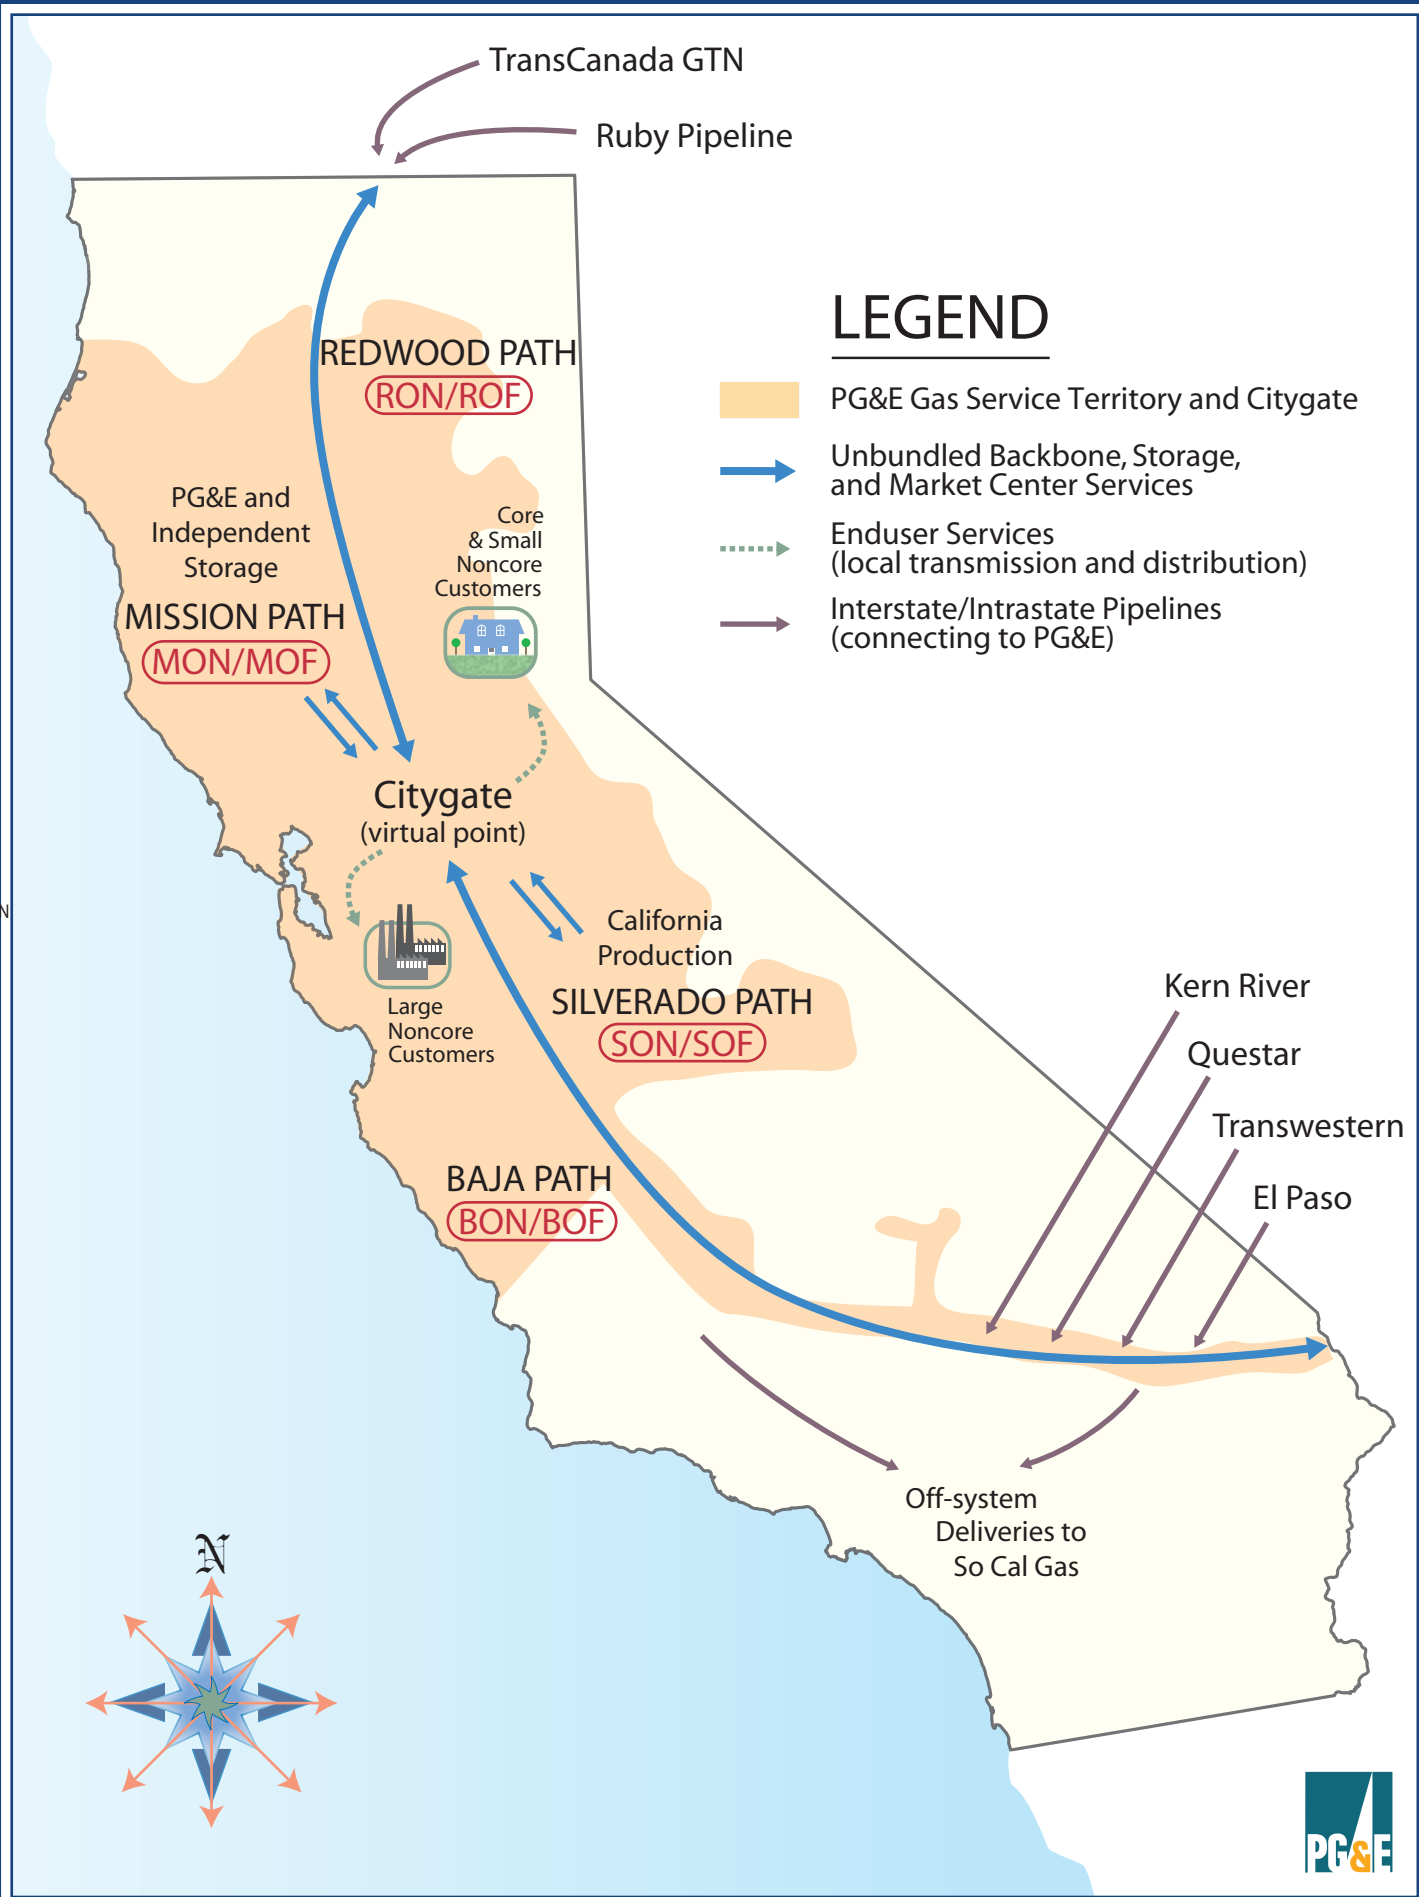 TransCanada GTN
Ruby Pipeline
LEGEND
PG&E Gas Service Territory and Citygate
Unbundled Backbone, Storage,
and Market Center Services
Enduser Services
(local transmission and distribution)
Interstate/Intrastate Pipelines
(connecting to PG&E)
REDWOOD PATH
RON/ROF
PG&E and
Independent
Storage
MISSION PATH
MON/MOF
Core
& Small
Noncore
Customers
Citygate
(virtual point)
N
California
Production
SILVERADO PATH
SON/SOF
Large
Noncore
Customers
Kern River
Questar
Transwestern
El Paso
BAJA PATH
BON/BOF
Off-system
Deliveries to
So Cal Gas
N
PG&E